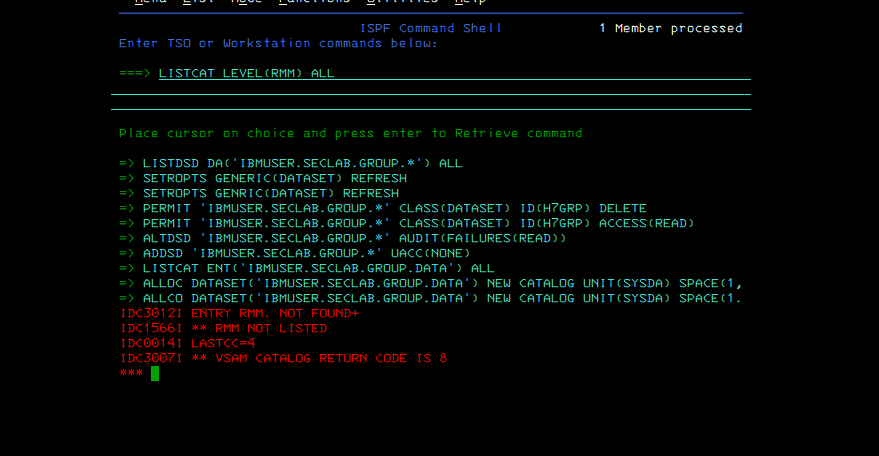 Menu List Mode Functions Utilities Help
ISPF Command Shell 1 Member processed
Enter TSO or Workstation commands below:
===> LISTCAT LEVEL(RMM) ALL
Place cursor on choice and press enter to Retrieve command
=> LISTDSD DA('IBMUSER.SECLAB.GROUP.*') ALL
=> SETROPTS GENERIC(DATASET) REFRESH
=> SETROPTS GENRIC(DATASET) REFRESH
=> PERMIT 'IBMUSER.SECLAB.GROUP.*' CLASS(DATASET) ID(H7GRP) DELETE
=> PERMIT 'IBMUSER.SECLAB.GROUP.*' CLASS(DATASET) ID(H7GRP) ACCESS(READ)
=> ALTDSD 'IBMUSER.SECLAB.GROUP.*' AUDIT(FAILURES(READ))
=> ADDSD 'IBMUSER.SECLAB.GROUP.*' UACC(NONE)
=> LISTCAT ENT('IBMUSER.SECLAB.GROUP.DATA') ALL
=> ALLOC DATASET('IBMUSER.SECLAB.GROUP.DATA') NEW CATALOG UNIT(SYSDA) SPACE(1,
=> ALLCO DATASET('IBMUSER.SECLAB.GROUP.DATA') NEW CATALOG UNIT(SYSDA) SPACE(1.
IDC3012I ENTRY RMM. NOT FOUND+
IDC1566I ** RMM NOT LISTED
IDC0014I LASTCC=4
IDC3007I ** VSAM CATALOG RETURN CODE IS 8
***